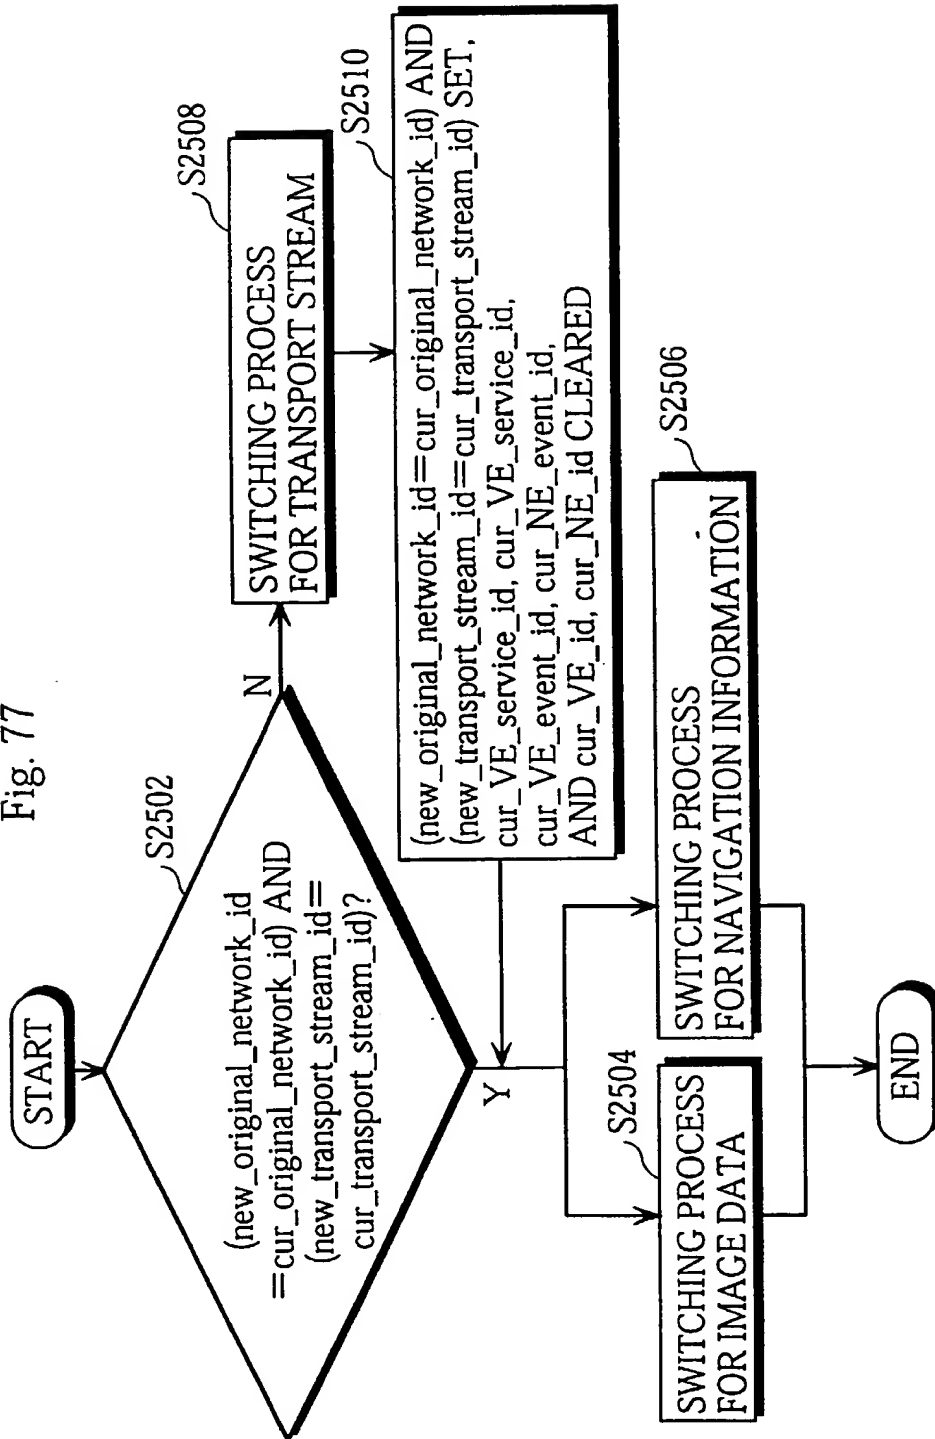 Fig. 77
START
S2502
(new_original_network_id
=cur_original_network_id) AND
(new_transport_stream_id=
cur_transport_stream_id)?
N
S2508
SWITCHING PROCESS
FOR TRANSPORT STREAM
S2510
(new_original_network_id=cur_original_network_id) AND
(new_transport_stream_id=cur_transport_stream_id) SET,
cur_VE_service_id, cur_VE_service_id,
cur_VE_event_id, cur_NE_event_id,
AND cur_VE_id, cur_NE_id CLEARED
Y
S2504
SWITCHING PROCESS
FOR IMAGE DATA
S2506
SWITCHING PROCESS
FOR NAVIGATION INFORMATION
END